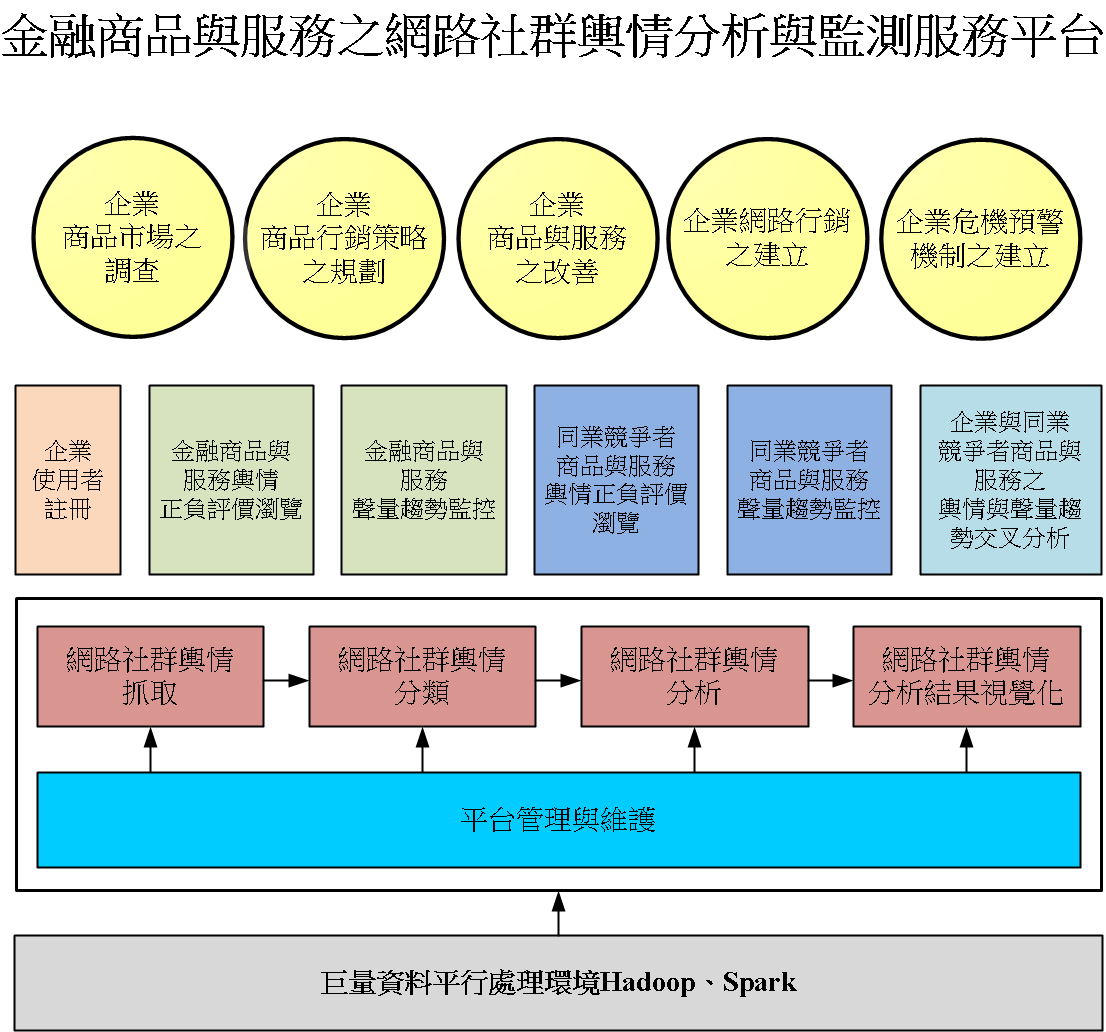 金融商品與服務之網路社群輿情分析與監測服務平台
企業
商品市場之
調查
企業
商品行銷策略
之規劃
企業
商品與服務
之改善
企業網路行銷
之建立
企業危機預警
機制之建立
企業
使用者
註冊
金融商品與
服務輿情
正負評價瀏覽
金融商品與
服務
聲量趨勢監控
同業競爭者
商品與服務
輿情正負評價
瀏覽
同業競爭者
商品與服務
聲量趨勢監控
企業與同業
競爭者商品與
服務之
輿情與聲量趨
勢交叉分析
網路社群輿情
抓取
網路社群輿情
分類
網路社群輿情
分析
網路社群輿情
分析結果視覺化
平台管理與維護
巨量資料平行處理環境Hadoop、Spark